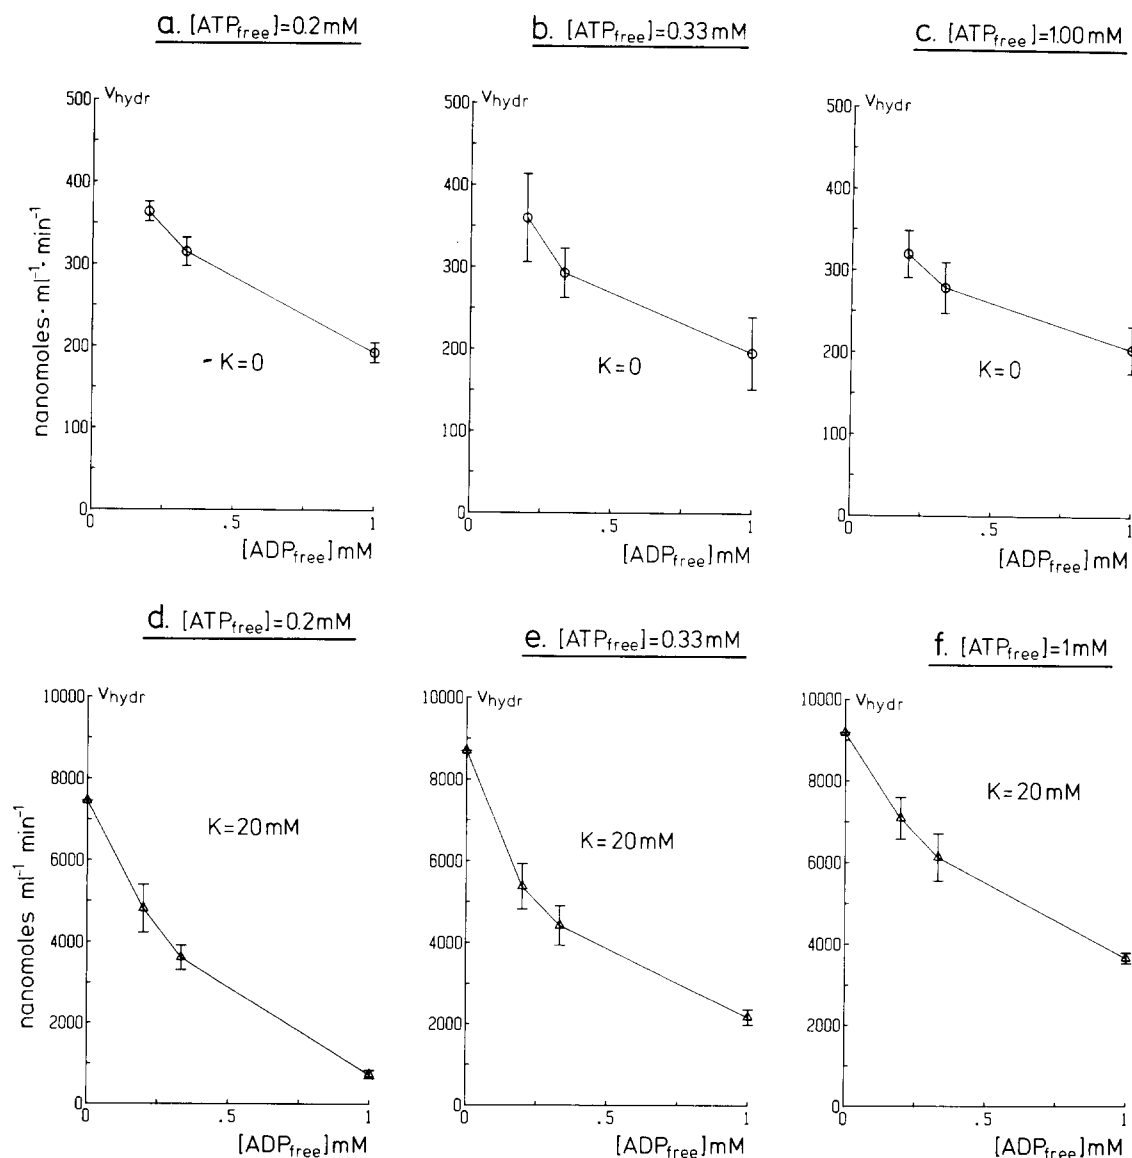 a. [ATPfree]=0.2mM
b. [ATPfree]=0.33mM
c. [ATPfree]=1.00mM
Vhydr
500
400
300
200
100
0
nanomoles·ml⁻¹·min⁻¹
K=0
0
.5
1
[ADPfree]mM
Vhydr
500
400
300
200
100
0
K=0
0
.5
1
[ADPfree]mM
Vhydr
500
400
300
200
100
0
K=0
0
.5
1
[ADPfree]mM
d. [ATPfree]=0.2mM
e. [ATPfree]=0.33mM
f. [ATPfree]=1mM
Vhydr
10000
8000
6000
4000
2000
0
nanomoles ml⁻¹ min⁻¹
K=20mM
0
.5
1
[ADPfree]mM
Vhydr
10000
8000
6000
4000
2000
0
K=20mM
0
.5
1
[ADPfree]mM
Vhydr
10000
8000
6000
4000
2000
0
K=20mM
0
.5
1
[ADPfree]mM